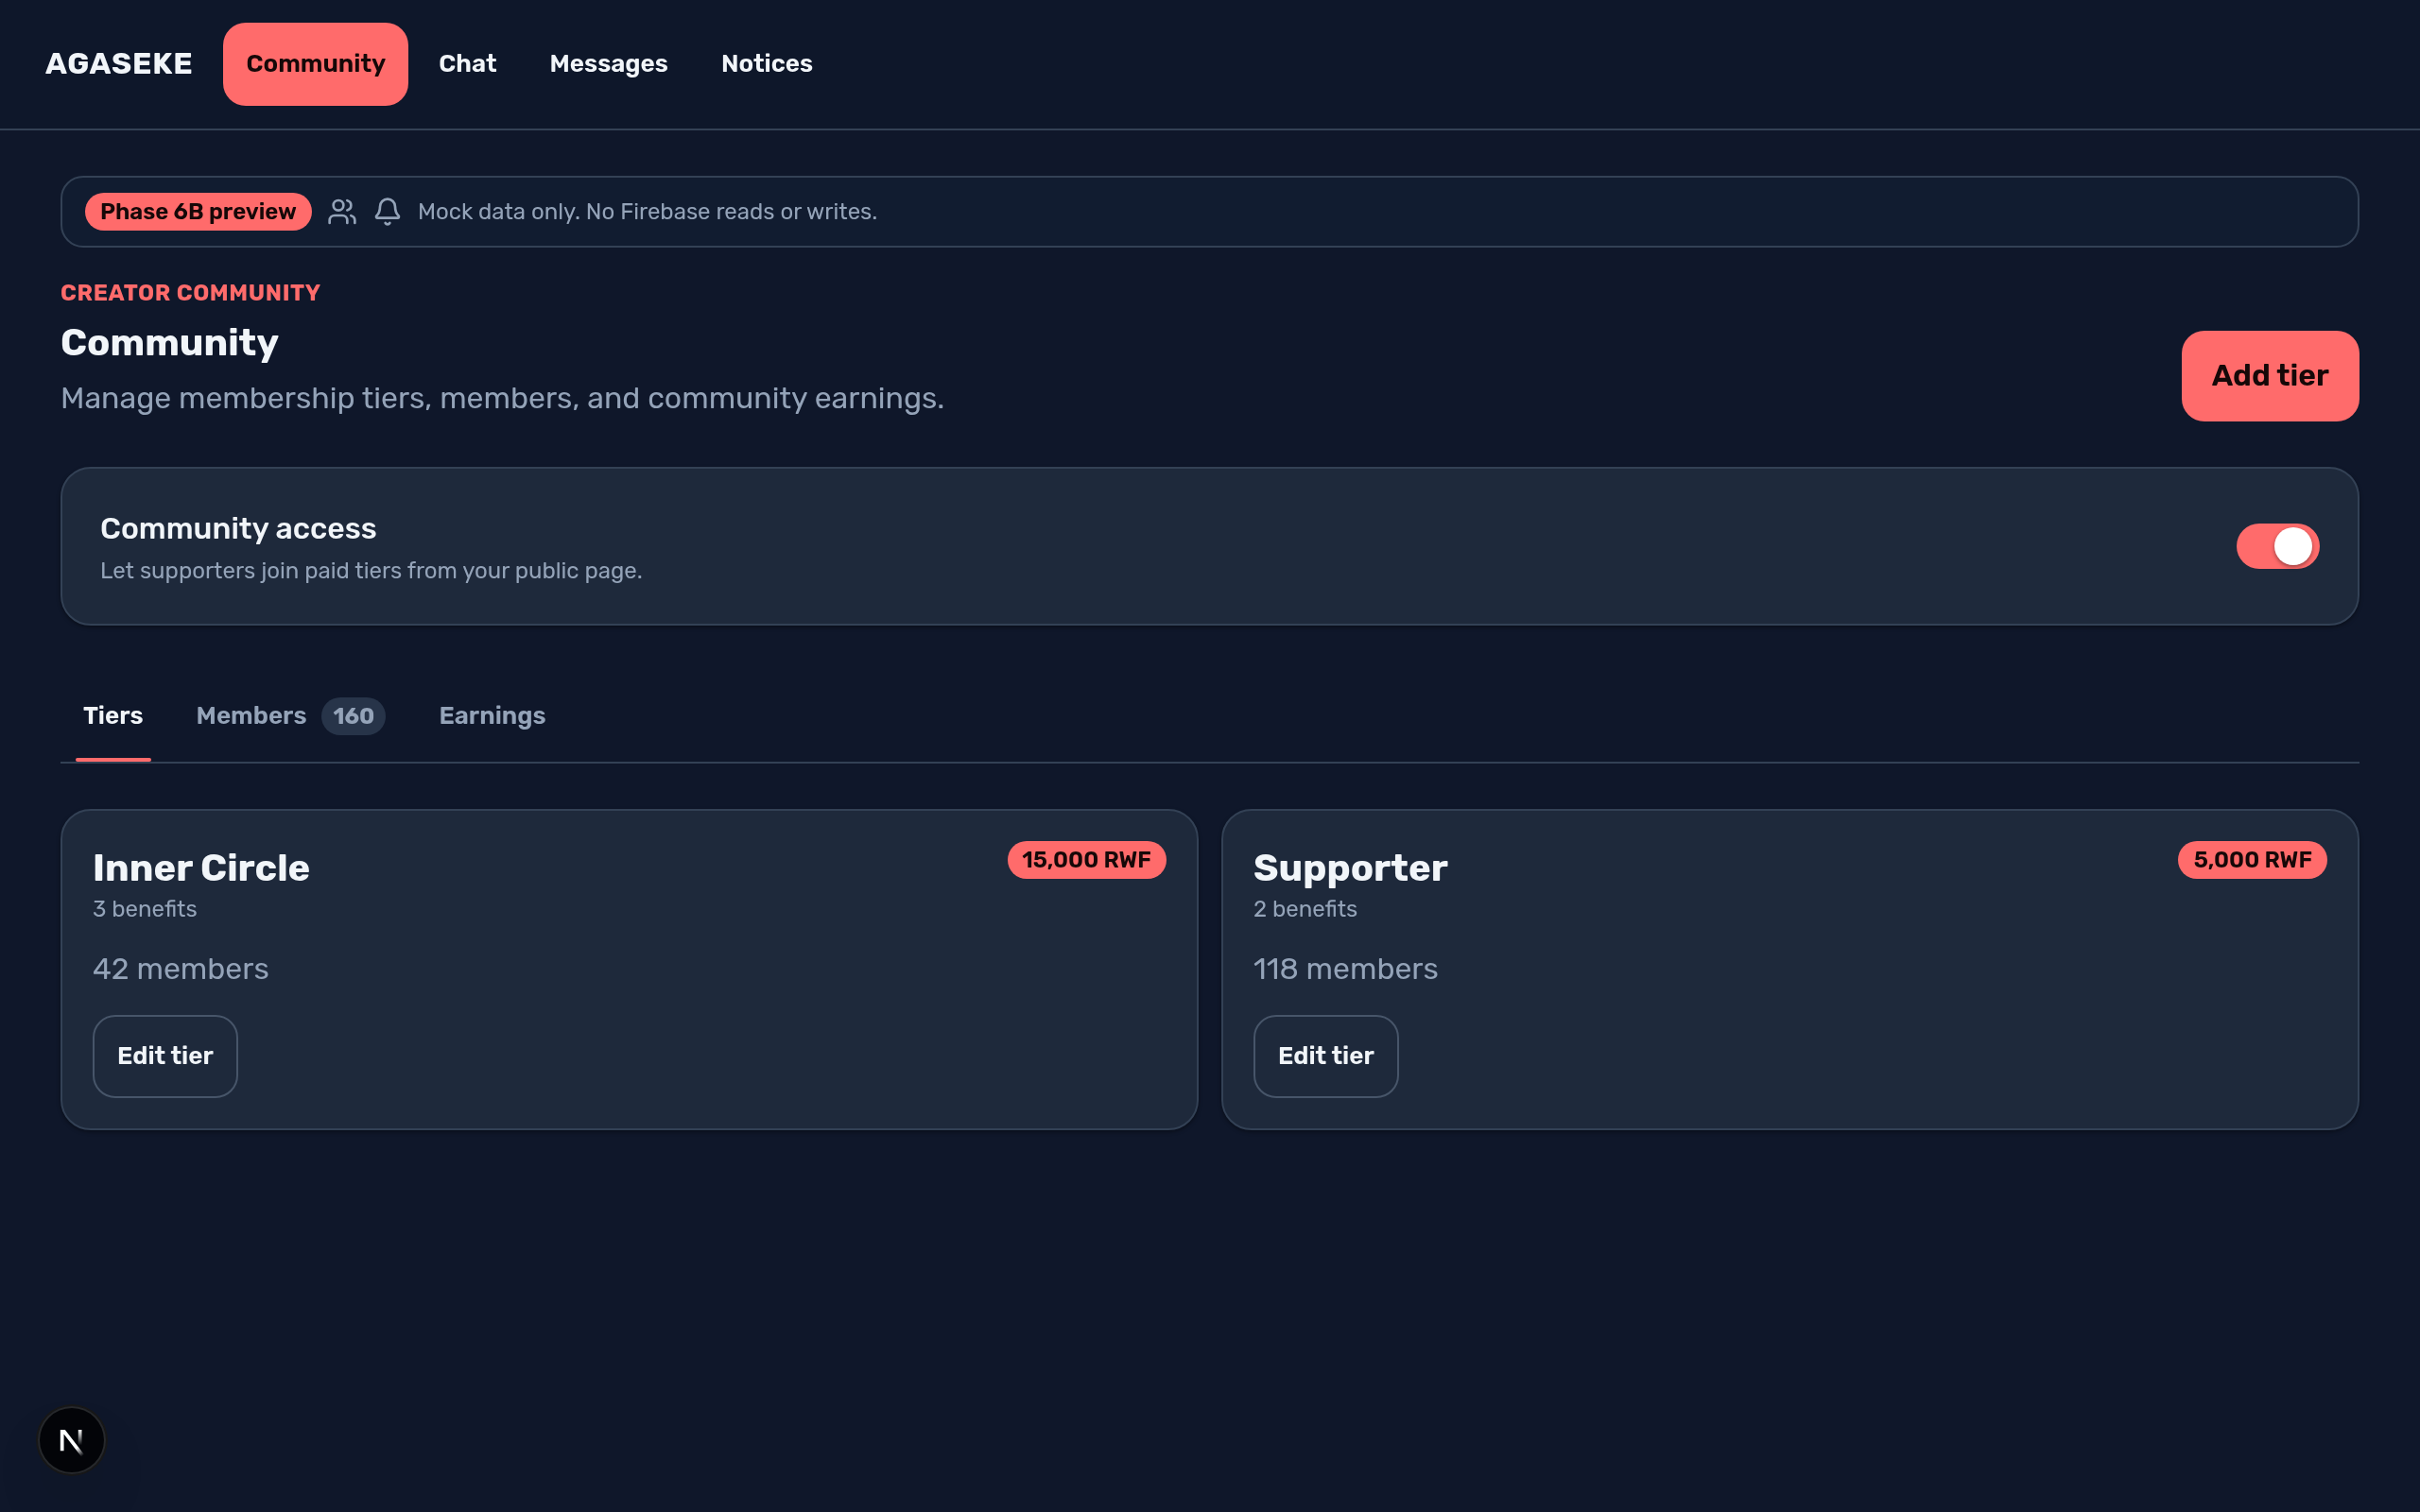 AGASEKE Community Chat Messages Notices
Phase 6B preview Mock data only. No Firebase reads or writes.
CREATOR COMMUNITY
Community
Manage membership tiers, members, and community earnings.
Add tier
Community access
Let supporters join paid tiers from your public page.
Tiers Members 160 Earnings
Inner Circle 15,000 RWF
3 benefits
42 members
Edit tier
Supporter 5,000 RWF
2 benefits
118 members
Edit tier
N